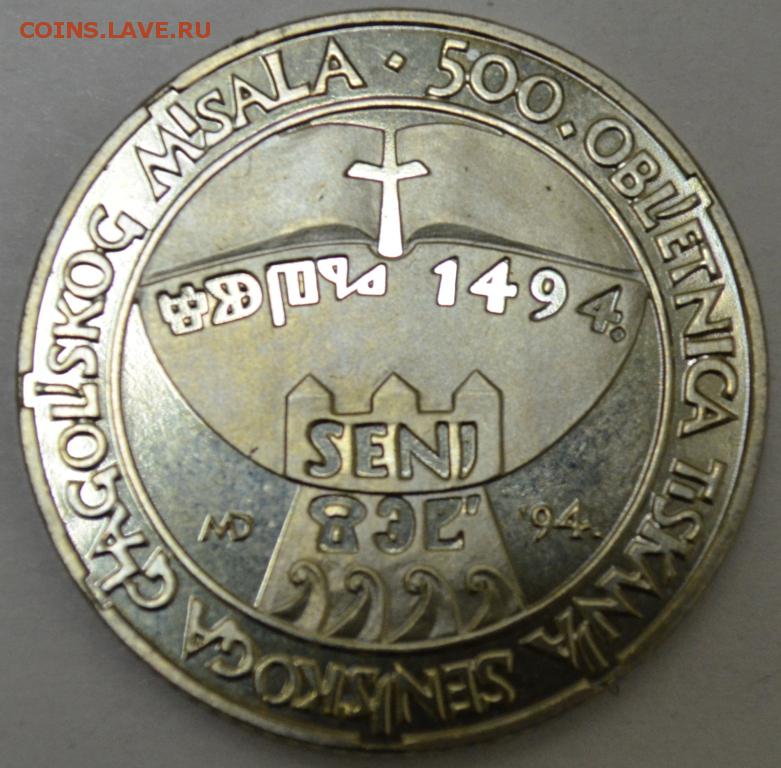 COINS.LAVE.RU
500. OBLJETNICA TISKANJA SENJSKOGA GLAGOLJSKOG MISALA ·
1494.
SENJ
MD '94.